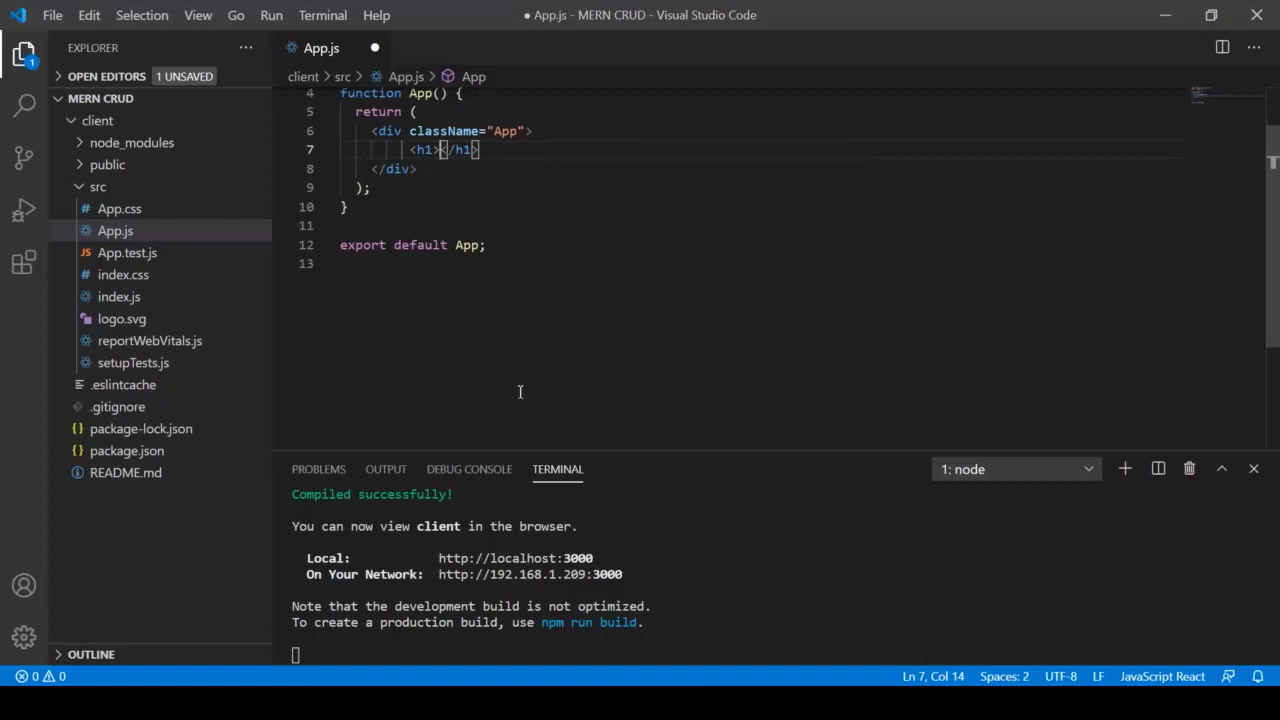 File Edit Selection View Go Run Terminal Help ● App.js - MERN CRUD - Visual Studio Code
EXPLORER ···
App.js ●
OPEN EDITORS 1 UNSAVED
client > src > App.js > App
MERN CRUD
client
node_modules
public
src
# App.css
App.js
JS App.test.js
# index.css
index.js
logo.svg
reportWebVitals.js
setupTests.js
.eslintcache
.gitignore
{} package-lock.json
{} package.json
README.md
OUTLINE
1
4 function App() {
5 return (
6 <div className="App">
7 <h1></h1>
8 </div>
9 );
10 }
11
12 export default App;
13
PROBLEMS OUTPUT DEBUG CONSOLE TERMINAL 1: node
Compiled successfully!
You can now view client in the browser.
Local: http://localhost:3000
On Your Network: http://192.168.1.209:3000
Note that the development build is not optimized.
To create a production build, use npm run build.
0 0 Ln 7, Col 14 Spaces: 2 UTF-8 LF JavaScript React